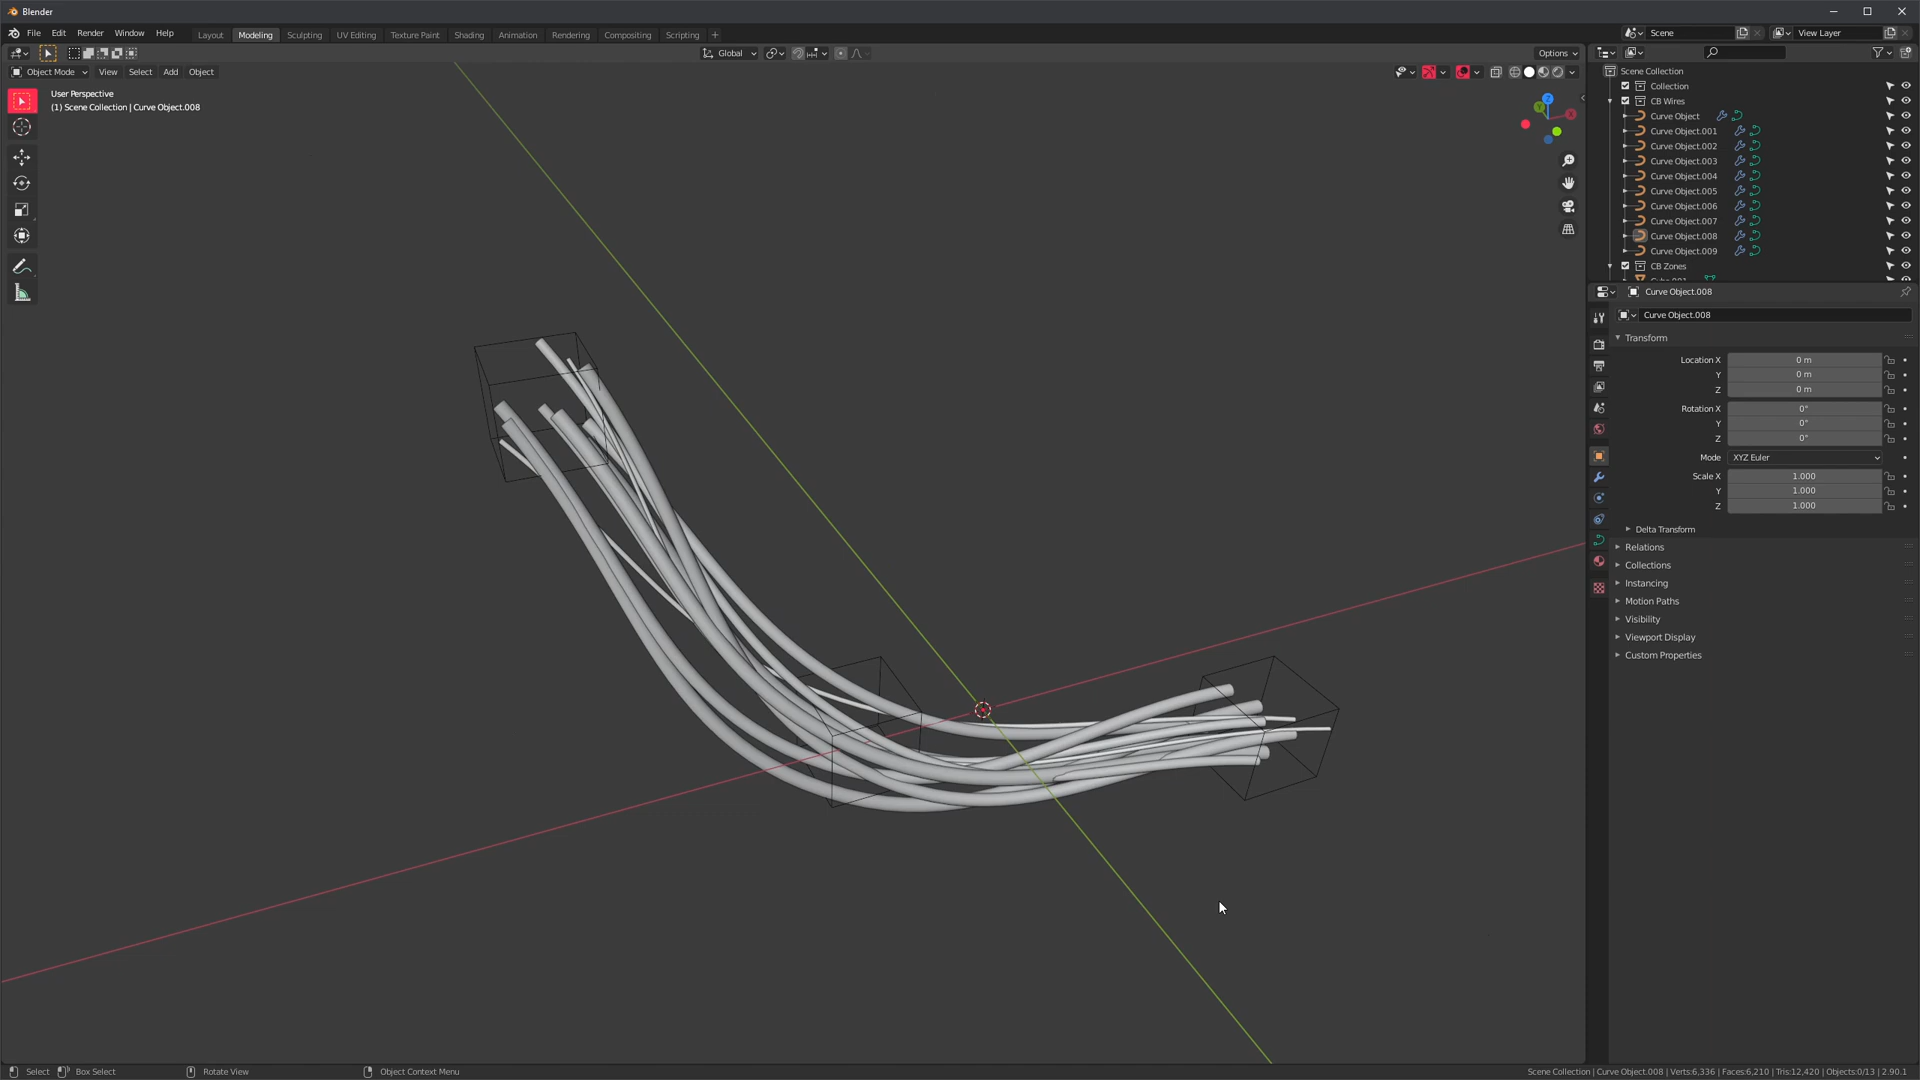 Blender
File Edit Render Window Help Layout Modeling Sculpting UV Editing Texture Paint Shading Animation Rendering Compositing Scripting + Scene View Layer
Global Options
Object Mode View Select Add Object
User Perspective
(1) Scene Collection | Curve Object.008
Z
Y
X
Scene Collection
Collection
CB Wires
Curve Object
Curve Object.001
Curve Object.002
Curve Object.003
Curve Object.004
Curve Object.005
Curve Object.006
Curve Object.007
Curve Object.008
Curve Object.009
CB Zones
Curve Object.008
Curve Object.008
Transform
Location X 0 m
Y 0 m
Z 0 m
Rotation X 0°
Y 0°
Z 0°
Mode XYZ Euler
Scale X 1.000
Y 1.000
Z 1.000
Delta Transform
Relations
Collections
Instancing
Motion Paths
Visibility
Viewport Display
Custom Properties
Select Box Select Rotate View Object Context Menu Scene Collection | Curve Object.008 | Verts:6,336 | Faces:6,210 | Tris:12,420 | Objects:0/13 | 2.90.1